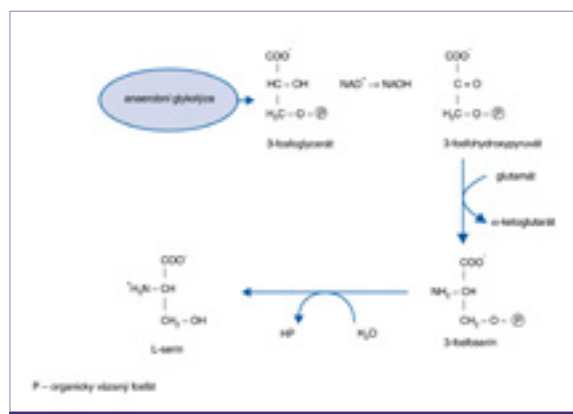 COO⁻
HC – OH
H₂C – O – Ⓟ
3-fosfoglycerát
anaerobní glykolýza
NAD⁺ → NADH
COO⁻
C = O
H₂C – O – Ⓟ
3-fosfohydroxypyruvát
glutamát
α-ketoglutarát
COO⁻
NH₂ – CH
CH₂ – O – Ⓟ
3-fosfoserin
H₂O
HP
COO⁻
⁺H₃N – CH
CH₂ – OH
L-serin
P – organicky vázaný fosfát